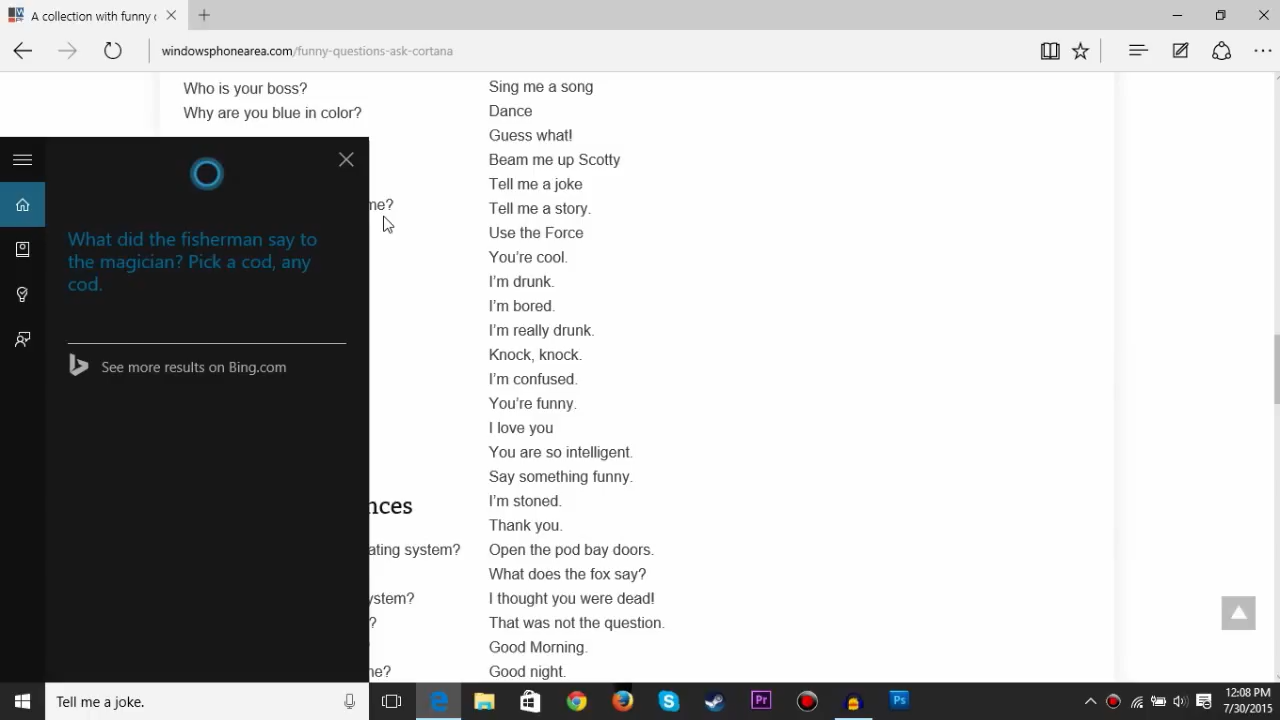 A collection with funny
windowsphonearea.com/funny-questions-ask-cortana
Who is your boss?
Why are you blue in color?
me?
nces
ating system?
ystem?
?
ne?
Sing me a song
Dance
Guess what!
Beam me up Scotty
Tell me a joke
Tell me a story.
Use the Force
You're cool.
I'm drunk.
I'm bored.
I'm really drunk.
Knock, knock.
I'm confused.
You're funny.
I love you
You are so intelligent.
Say something funny.
I'm stoned.
Thank you.
Open the pod bay doors.
What does the fox say?
I thought you were dead!
That was not the question.
Good Morning.
Good night.
What did the fisherman say to
the magician? Pick a cod, any
cod.
See more results on Bing.com
Tell me a joke.
Pr
Ps
12:08 PM
7/30/2015